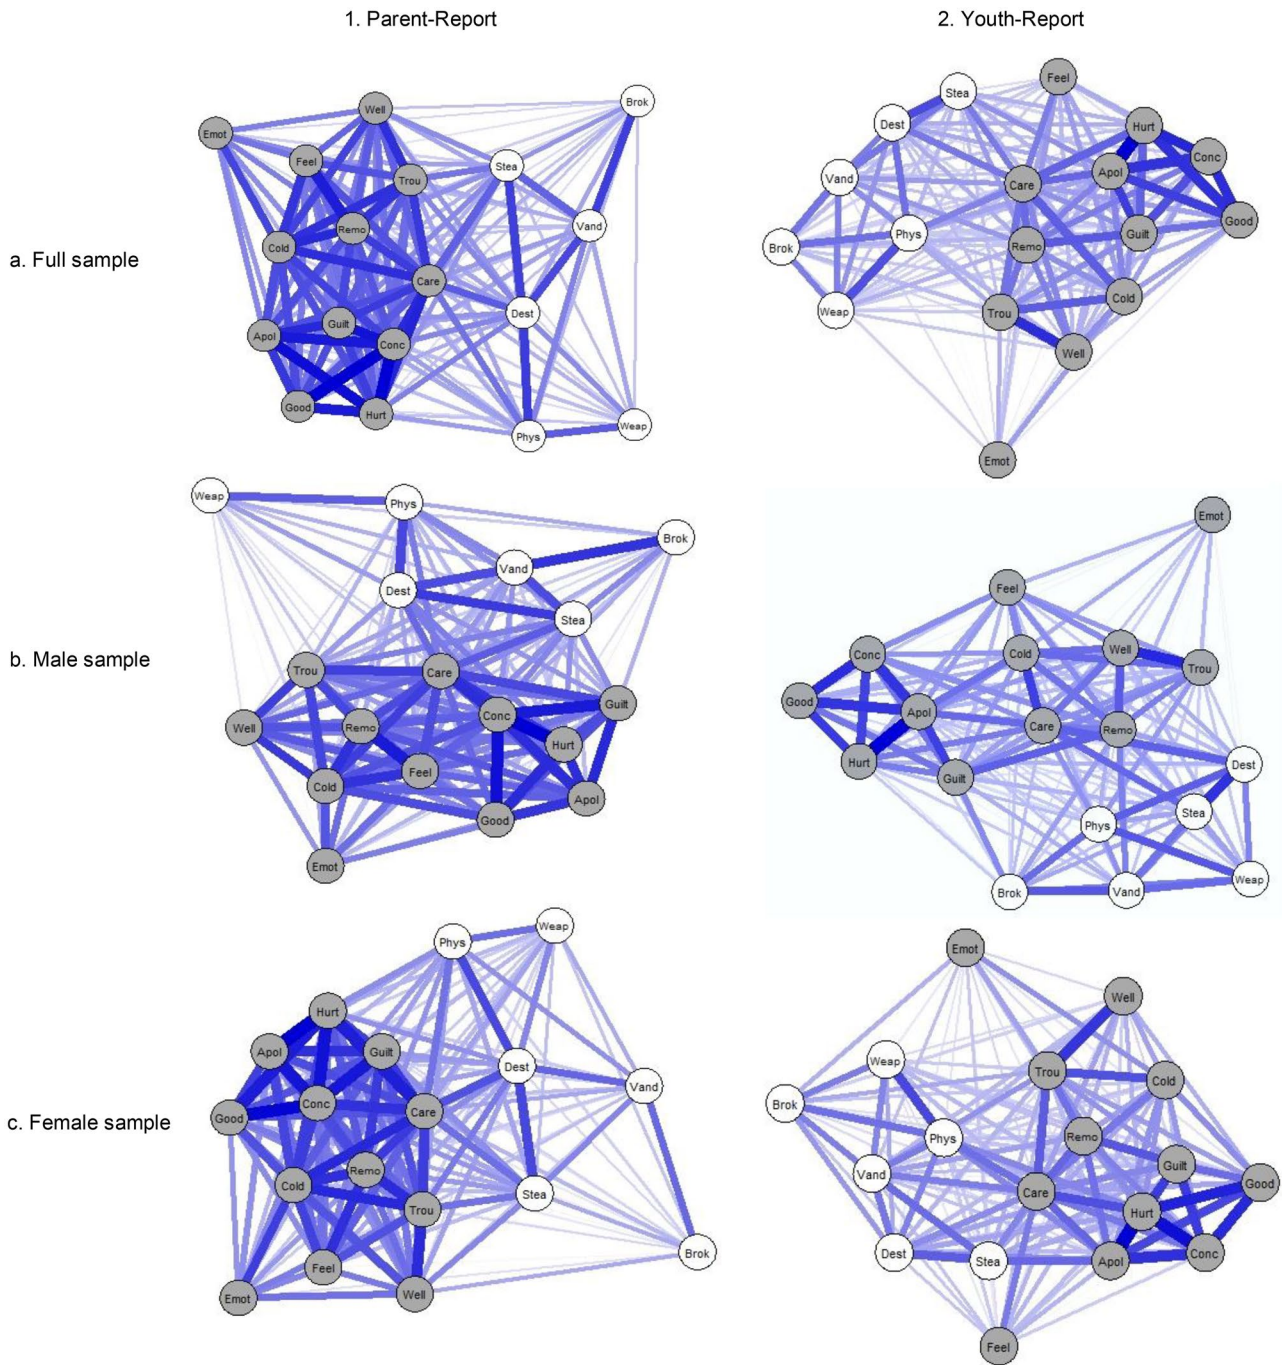 1. Parent-Report
2. Youth-Report
a. Full sample
Brok
Well
Emot
Feel
Stea
Trou
Remo
Vand
Cold
Care
Dest
Guilt
Apol
Conc
Good
Hurt
Weap
Phys
Feel
Stea
Dest
Hurt
Conc
Apol
Vand
Care
Good
Phys
Guilt
Brok
Remo
Cold
Weap
Trou
Well
Emot
b. Male sample
Weap
Phys
Brok
Vand
Dest
Stea
Trou
Care
Guilt
Conc
Well
Remo
Hurt
Feel
Cold
Apol
Good
Emot
Emot
Feel
Well
Conc
Cold
Trou
Good
Apol
Care
Remo
Hurt
Dest
Guilt
Stea
Phys
Weap
Brok
Vand
c. Female sample
Weap
Phys
Hurt
Apol
Guilt
Dest
Vand
Conc
Care
Good
Remo
Cold
Stea
Trou
Brok
Feel
Well
Emot
Emot
Well
Weap
Trou
Cold
Brok
Phys
Remo
Guilt
Vand
Good
Care
Hurt
Dest
Conc
Stea
Apol
Feel